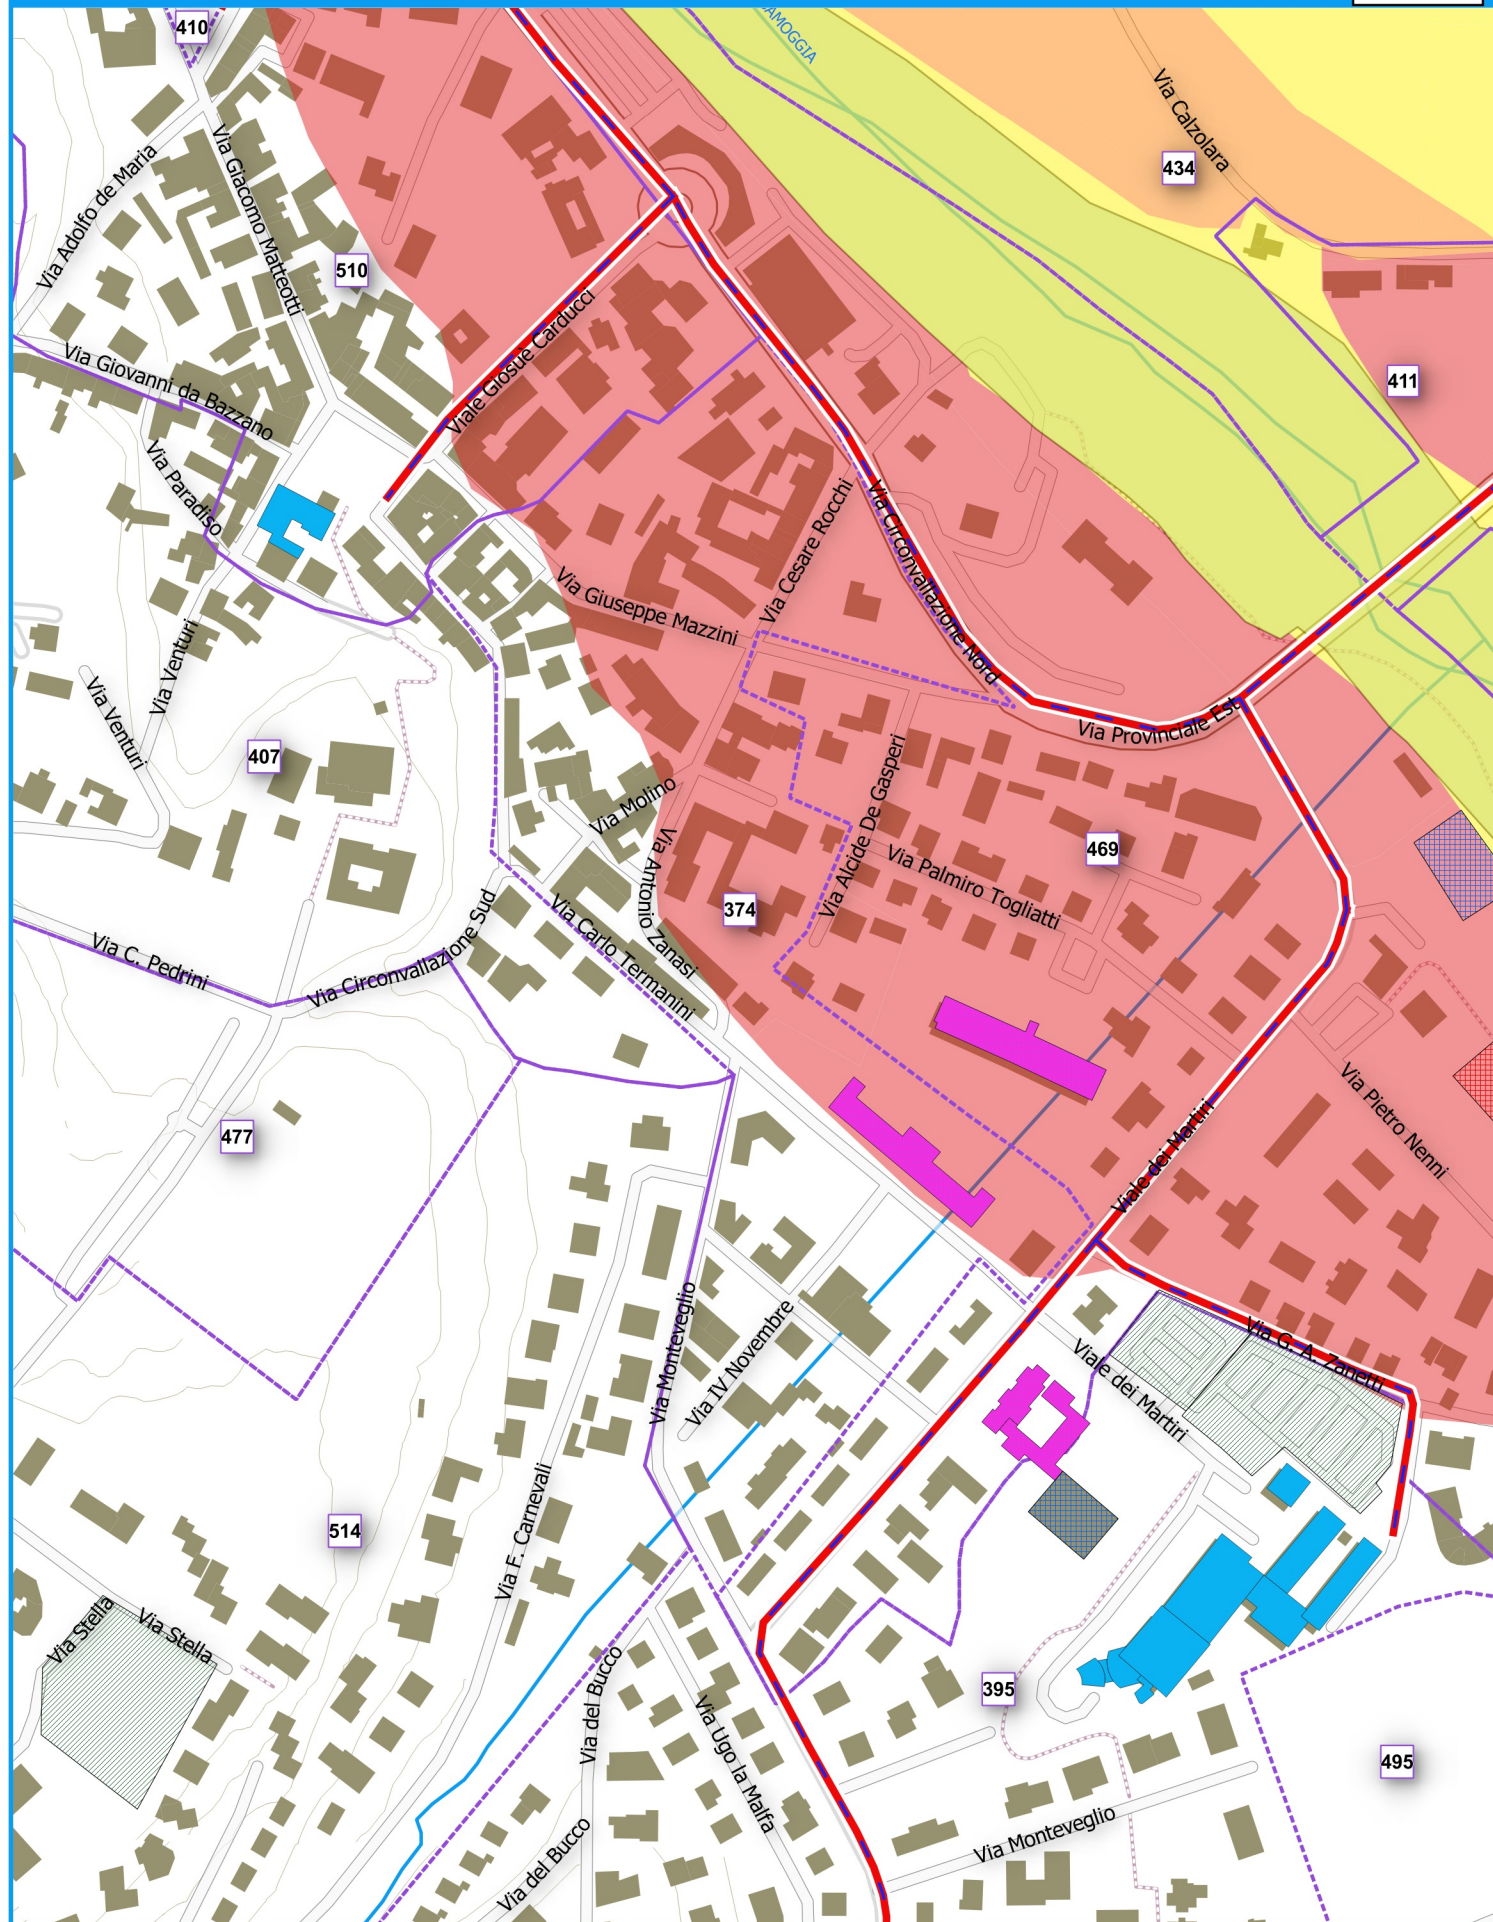 410
AMOGGIA
Via Calzolara
434
Via Adolfo de Maria
Via Giacomo Matteotti
510
Viale Giosue Carducci
411
Via Giovanni da Bazzano
Via Paradiso
Via Cesare Rocchi
Via Circonvallazione Nord
Via Giuseppe Mazzini
Via Venturi
Via Venturi
407
Via Provinciale Est
Via Molino
Via Alcide De Gasperi
469
Via Palmiro Togliatti
Via Antonio Zanasi
374
Via Carlo Termanini
Via C. Pedrini
Via Circonvallazione Sud
477
Via Pietro Nenni
Viale dei Martiri
Via Monteveglio
Via IV Novembre
Via G. A. Zanetti
Viale dei Martiri
Via F. Carnevali
514
Via Stella
Via Stella
Via del Bucco
Via Ugo la Malfa
395
495
Via Monteveglio
Via del Bucco